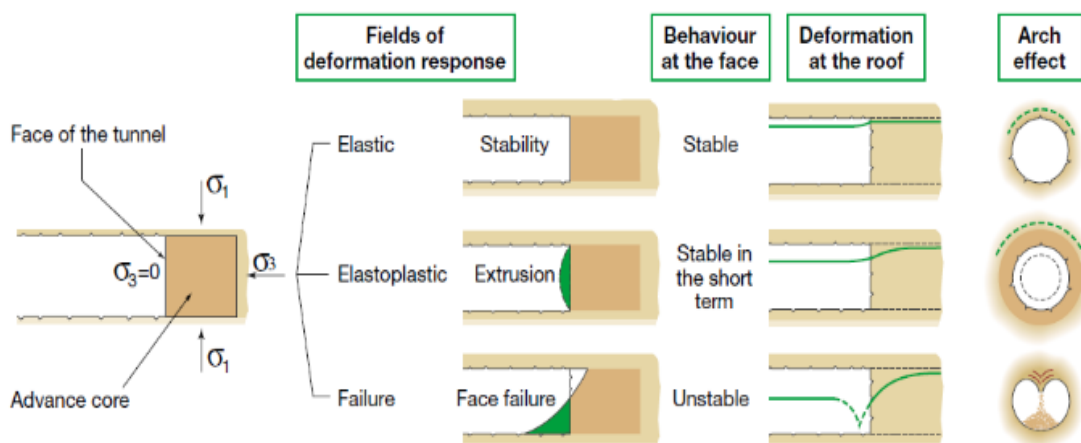 Fields of
deformation response
Behaviour
at the face
Deformation
at the roof
Arch
effect
Face of the tunnel
σ1
σ3=0
σ3
σ1
Advance core
Elastic
Stability
Stable
Elastoplastic
Extrusion
Stable in
the short
term
Failure
Face failure
Unstable